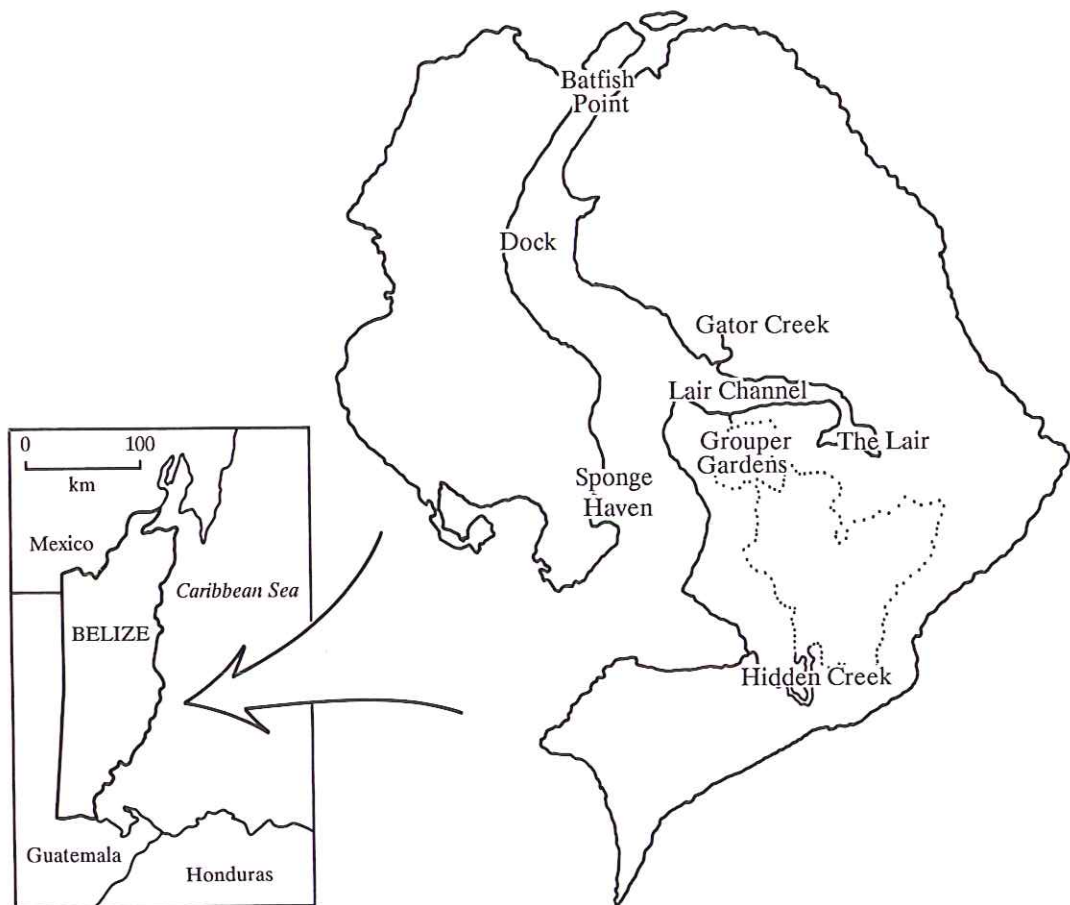 Batfish
Point
Dock
Gator Creek
Lair Channel
Grouper
Gardens
The Lair
Sponge
Haven
Hidden Creek
0 100
km
Mexico
Caribbean Sea
BELIZE
Guatemala
Honduras